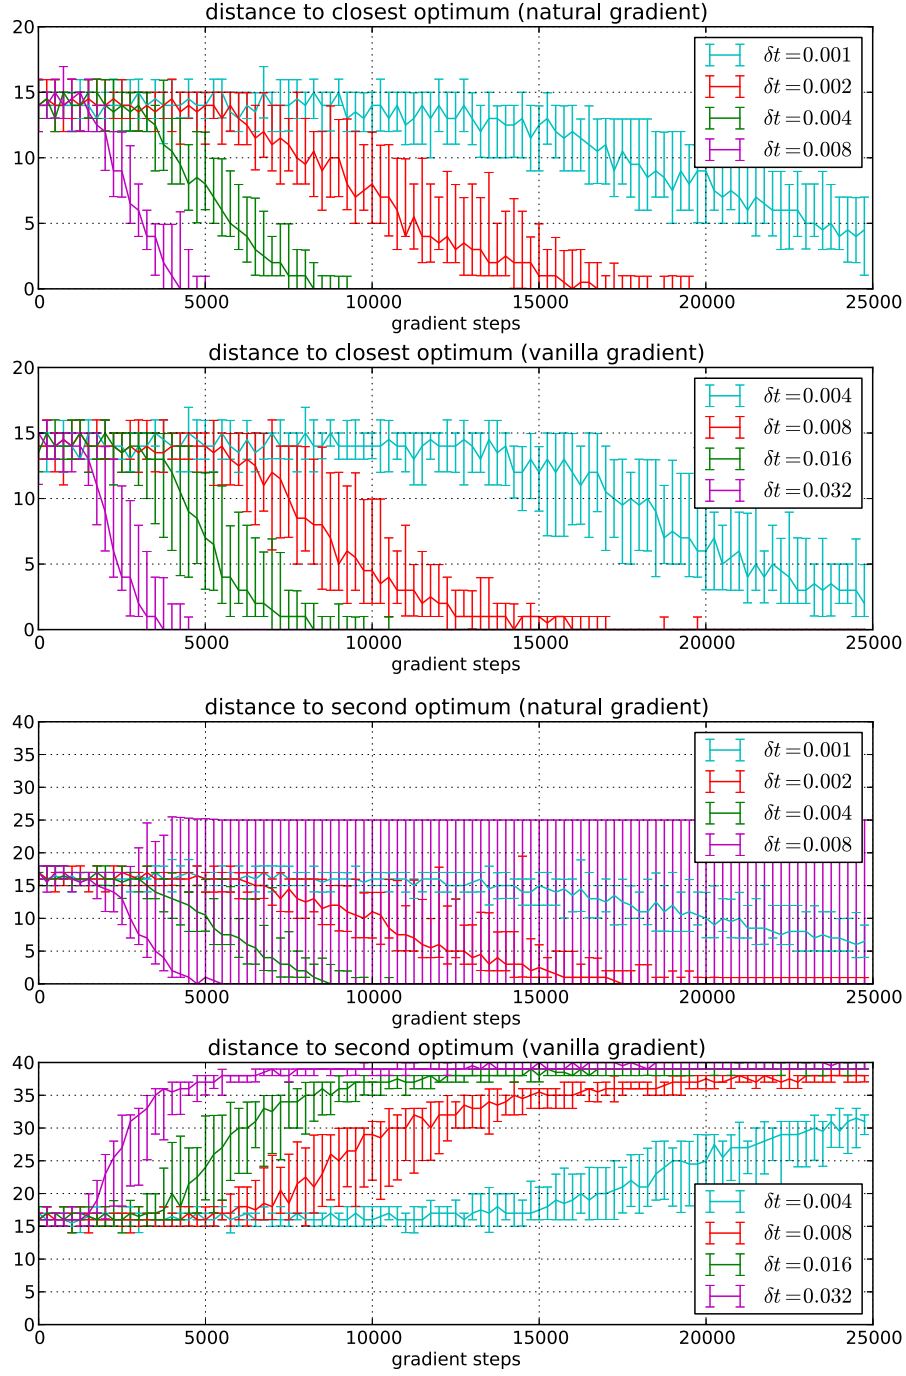 distance to closest optimum (natural gradient)
20
15
10
5
0
0 5000 10000 15000 20000 25000
gradient steps
δt=0.001
δt=0.002
δt=0.004
δt=0.008
distance to closest optimum (vanilla gradient)
20
15
10
5
0
0 5000 10000 15000 20000 25000
gradient steps
δt=0.004
δt=0.008
δt=0.016
δt=0.032
distance to second optimum (natural gradient)
40
35
30
25
20
15
10
5
0
0 5000 10000 15000 20000 25000
gradient steps
δt=0.001
δt=0.002
δt=0.004
δt=0.008
distance to second optimum (vanilla gradient)
40
35
30
25
20
15
10
5
0
0 5000 10000 15000 20000 25000
gradient steps
δt=0.004
δt=0.008
δt=0.016
δt=0.032